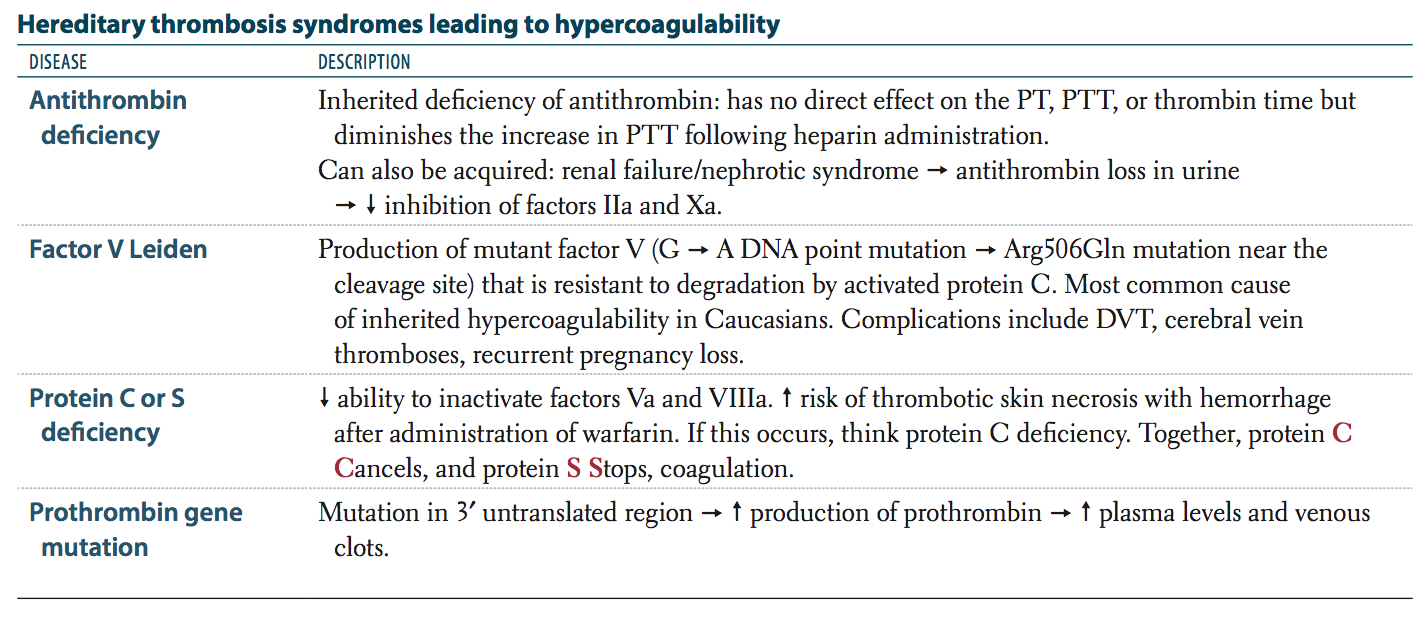 Hereditary thrombosis syndromes leading to hypercoagulability
DISEASE DESCRIPTION
Antithrombin
deficiency
Inherited deficiency of antithrombin: has no direct effect on the PT, PTT, or thrombin time but
diminishes the increase in PTT following heparin administration.
Can also be acquired: renal failure/nephrotic syndrome → antithrombin loss in urine
→ ↓ inhibition of factors IIa and Xa.
Factor V Leiden
Production of mutant factor V (G → A DNA point mutation → Arg506Gln mutation near the
cleavage site) that is resistant to degradation by activated protein C. Most common cause
of inherited hypercoagulability in Caucasians. Complications include DVT, cerebral vein
thromboses, recurrent pregnancy loss.
Protein C or S
deficiency
↓ ability to inactivate factors Va and VIIIa. ↑ risk of thrombotic skin necrosis with hemorrhage
after administration of warfarin. If this occurs, think protein C deficiency. Together, protein C
Cancels, and protein S Stops, coagulation.
Prothrombin gene
mutation
Mutation in 3′ untranslated region → ↑ production of prothrombin → ↑ plasma levels and venous
clots.